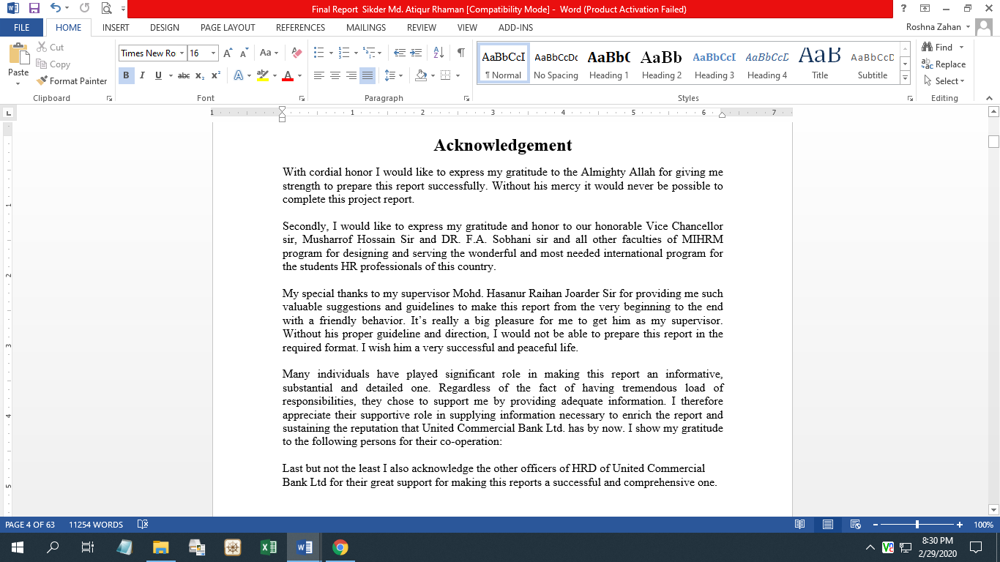 Final Report  Sikder Md. Atiqur Rhaman [Compatibility Mode] -  Word (Product Activation Failed)
FILE HOME INSERT DESIGN PAGE LAYOUT REFERENCES MAILINGS REVIEW VIEW ADD-INS Roshna Zahan
Cut
Copy
Format Painter
Paste
Times New Ro 16
AaBbCcI AaBbCcDc AaBbC AaBb AaBbCcI AaBbCcD AaB AaBbCcD
¶ Normal No Spacing Heading 1 Heading 2 Heading 3 Heading 4 Title Subtitle
Find
Replace
Select
Clipboard Font Paragraph Styles Editing
1 1 2 3 4 5 6 7
Acknowledgement
With cordial honor I would like to express my gratitude to the Almighty Allah for giving me
strength to prepare this report successfully. Without his mercy it would never be possible to
complete this project report.
Secondly, I would like to express my gratitude and honor to our honorable Vice Chancellor
sir, Musharrof Hossain Sir and DR. F.A. Sobhani sir and all other faculties of MIHRM
program for designing and serving the wonderful and most needed international program for
the students HR professionals of this country.
My special thanks to my supervisor Mohd. Hasanur Raihan Joarder Sir for providing me such
valuable suggestions and guidelines to make this report from the very beginning to the end
with a friendly behavior. It’s really a big pleasure for me to get him as my supervisor.
Without his proper guideline and direction, I would not be able to prepare this report in the
required format. I wish him a very successful and peaceful life.
Many individuals have played significant role in making this report an informative,
substantial and detailed one. Regardless of the fact of having tremendous load of
responsibilities, they chose to support me by providing adequate information. I therefore
appreciate their supportive role in supplying information necessary to enrich the report and
sustaining the reputation that United Commercial Bank Ltd. has by now. I show my gratitude
to the following persons for their co-operation:
Last but not the least I also acknowledge the other officers of HRD of United Commercial
Bank Ltd for their great support for making this reports a successful and comprehensive one.
1
2
3
4
5
PAGE 4 OF 63 11254 WORDS 100%
8:30 PM
2/29/2020